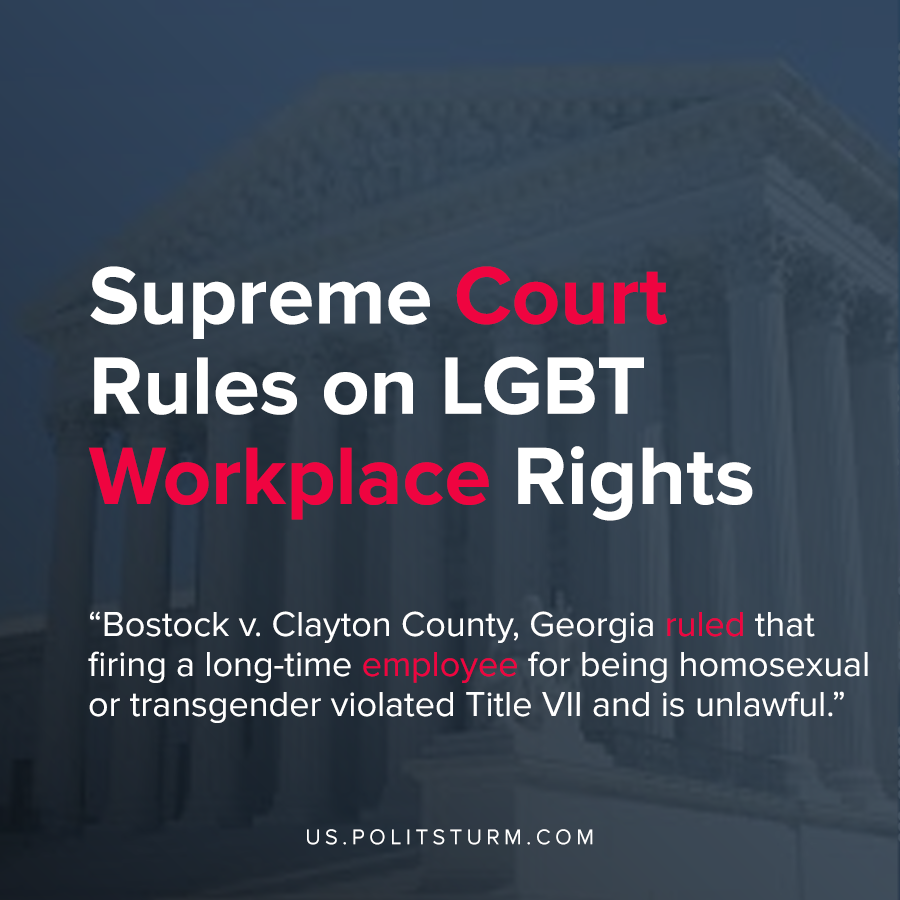 Supreme Court
Rules on LGBT
Workplace Rights
“Bostock v. Clayton County, Georgia ruled that
firing a long-time employee for being homosexual
or transgender violated Title VII and is unlawful.”
US.POLITSTURM.COM